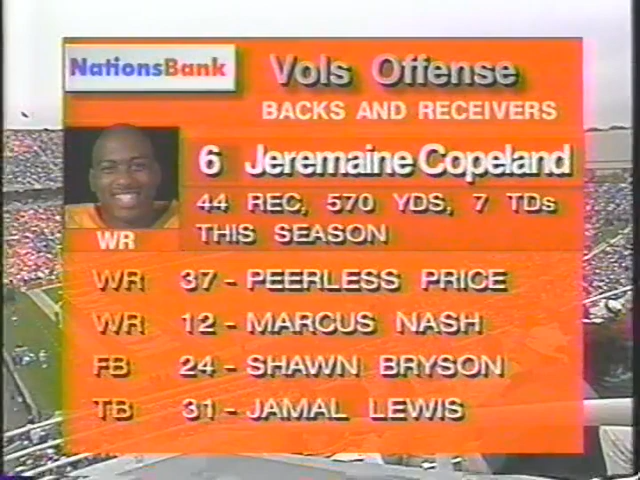 NationsBank
Vols Offense
BACKS AND RECEIVERS
6 Jeremaine Copeland
44 REC, 570 YDS, 7 TDs
THIS SEASON
WR
WR 37 - PEERLESS PRICE
WR 12 - MARCUS NASH
FB 24 - SHAWN BRYSON
TB 31 - JAMAL LEWIS